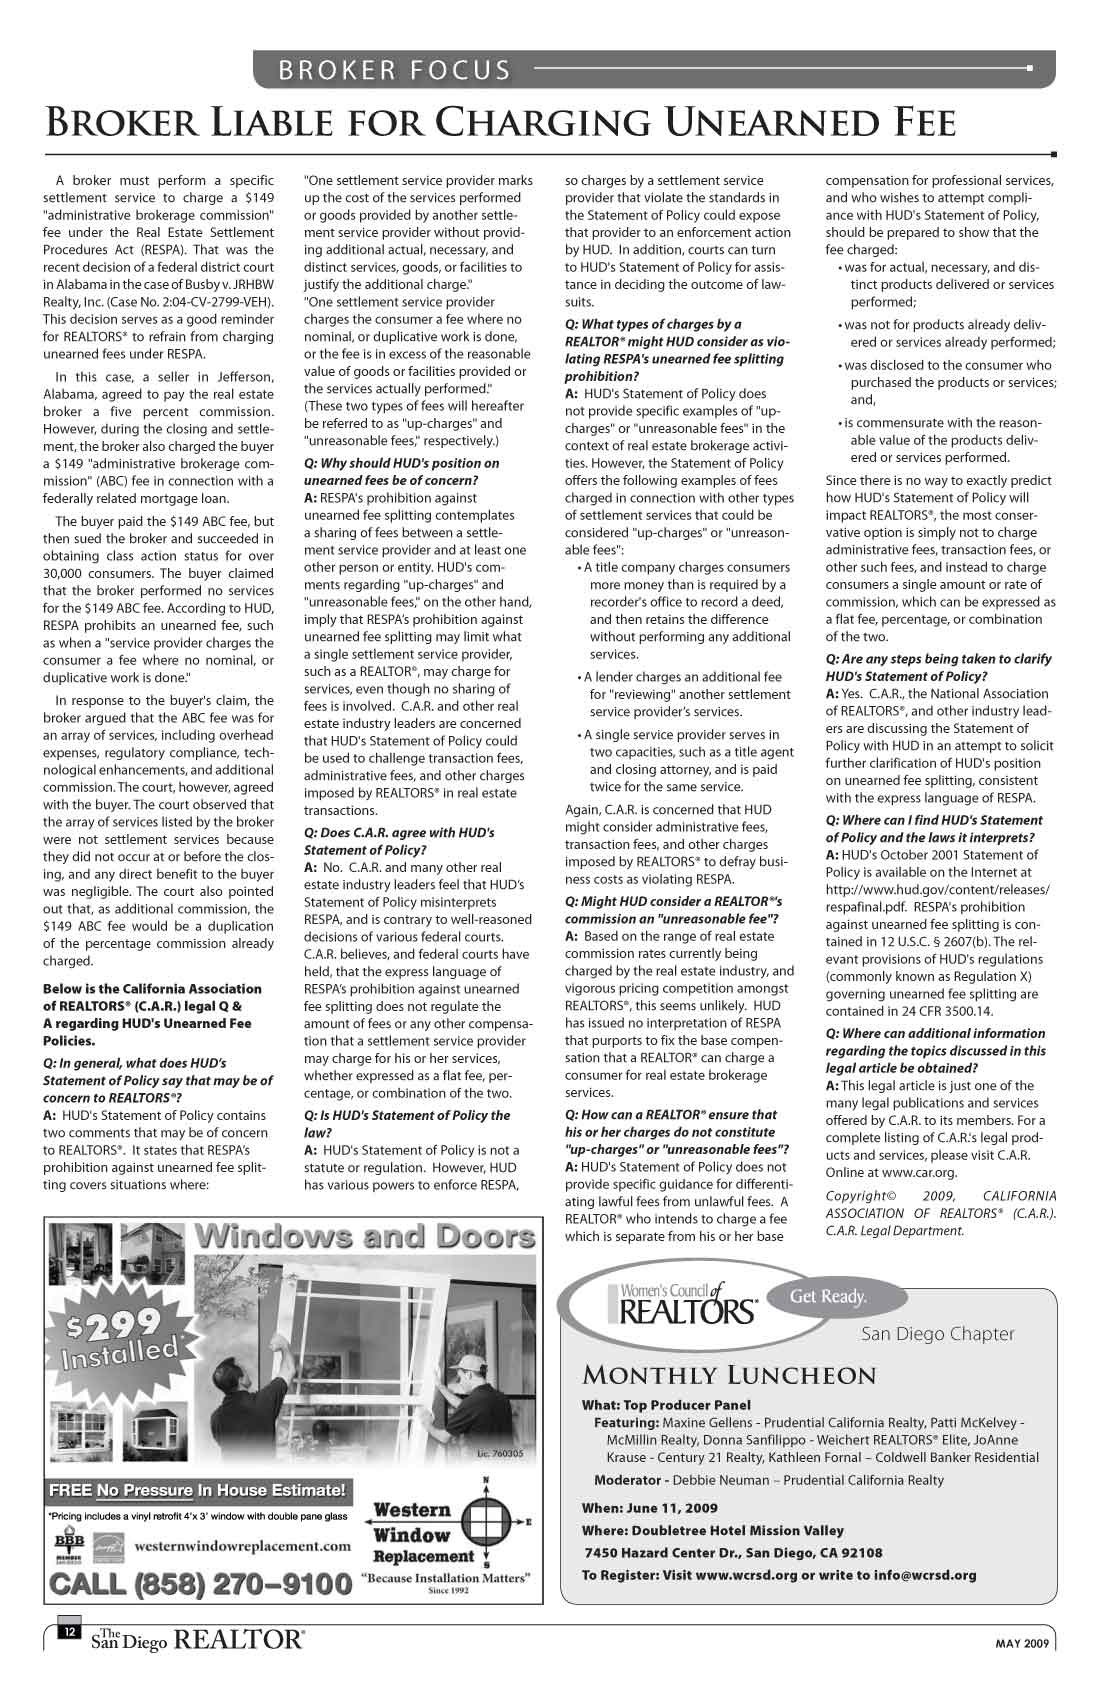 BROKER FOCUS
BROKER LIABLE FOR CHARGING UNEARNED FEE
A broker must perform a specific
settlement service to charge a $149
"administrative brokerage commission"
fee under the Real Estate Settlement
Procedures Act (RESPA). That was the
recent decision of a federal district court
in Alabama in the case of Busby v. JRHBW
Realty, Inc. (Case No. 2:04-CV-2799-VEH).
This decision serves as a good reminder
for REALTORS® to refrain from charging
unearned fees under RESPA.
In this case, a seller in Jefferson,
Alabama, agreed to pay the real estate
broker a five percent commission.
However, during the closing and settle-
ment, the broker also charged the buyer
a $149 "administrative brokerage com-
mission" (ABC) fee in connection with a
federally related mortgage loan.
The buyer paid the $149 ABC fee, but
then sued the broker and succeeded in
obtaining class action status for over
30,000 consumers. The buyer claimed
that the broker performed no services
for the $149 ABC fee. According to HUD,
RESPA prohibits an unearned fee, such
as when a "service provider charges the
consumer a fee where no nominal, or
duplicative work is done."
In response to the buyer's claim, the
broker argued that the ABC fee was for
an array of services, including overhead
expenses, regulatory compliance, tech-
nological enhancements, and additional
commission. The court, however, agreed
with the buyer. The court observed that
the array of services listed by the broker
were not settlement services because
they did not occur at or before the clos-
ing, and any direct benefit to the buyer
was negligible. The court also pointed
out that, as additional commission, the
$149 ABC fee would be a duplication
of the percentage commission already
charged.
Below is the California Association
of REALTORS® (C.A.R.) legal Q &
A regarding HUD's Unearned Fee
Policies.
Q: In general, what does HUD's
Statement of Policy say that may be of
concern to REALTORS®?
A: HUD's Statement of Policy contains
two comments that may be of concern
to REALTORS®. It states that RESPA's
prohibition against unearned fee split-
ting covers situations where:
"One settlement service provider marks
up the cost of the services performed
or goods provided by another settle-
ment service provider without provid-
ing additional actual, necessary, and
distinct services, goods, or facilities to
justify the additional charge."
"One settlement service provider
charges the consumer a fee where no
nominal, or duplicative work is done,
or the fee is in excess of the reasonable
value of goods or facilities provided or
the services actually performed."
(These two types of fees will hereafter
be referred to as "up-charges" and
"unreasonable fees," respectively.)
Q: Why should HUD's position on
unearned fees be of concern?
A: RESPA's prohibition against
unearned fee splitting contemplates
a sharing of fees between a settle-
ment service provider and at least one
other person or entity. HUD's com-
ments regarding "up-charges" and
"unreasonable fees," on the other hand,
imply that RESPA's prohibition against
unearned fee splitting may limit what
a single settlement service provider,
such as a REALTOR®, may charge for
services, even though no sharing of
fees is involved. C.A.R. and other real
estate industry leaders are concerned
that HUD's Statement of Policy could
be used to challenge transaction fees,
administrative fees, and other charges
imposed by REALTORS® in real estate
transactions.
Q: Does C.A.R. agree with HUD's
Statement of Policy?
A: No. C.A.R. and many other real
estate industry leaders feel that HUD's
Statement of Policy misinterprets
RESPA, and is contrary to well-reasoned
decisions of various federal courts.
C.A.R. believes, and federal courts have
held, that the express language of
RESPA's prohibition against unearned
fee splitting does not regulate the
amount of fees or any other compensa-
tion that a settlement service provider
may charge for his or her services,
whether expressed as a flat fee, per-
centage, or combination of the two.
Q: Is HUD's Statement of Policy the
law?
A: HUD's Statement of Policy is not a
statute or regulation. However, HUD
has various powers to enforce RESPA,
so charges by a settlement service
provider that violate the standards in
the Statement of Policy could expose
that provider to an enforcement action
by HUD. In addition, courts can turn
to HUD's Statement of Policy for assis-
tance in deciding the outcome of law-
suits.
Q: What types of charges by a
REALTOR® might HUD consider as vio-
lating RESPA's unearned fee splitting
prohibition?
A: HUD's Statement of Policy does
not provide specific examples of "up-
charges" or "unreasonable fees" in the
context of real estate brokerage activi-
ties. However, the Statement of Policy
offers the following examples of fees
charged in connection with other types
of settlement services that could be
considered "up-charges" or "unreason-
able fees":
• A title company charges consumers
more money than is required by a
recorder's office to record a deed,
and then retains the difference
without performing any additional
services.
• A lender charges an additional fee
for "reviewing" another settlement
service provider's services.
• A single service provider serves in
two capacities, such as a title agent
and closing attorney, and is paid
twice for the same service.
Again, C.A.R. is concerned that HUD
might consider administrative fees,
transaction fees, and other charges
imposed by REALTORS® to defray busi-
ness costs as violating RESPA.
Q: Might HUD consider a REALTOR®'s
commission an "unreasonable fee"?
A: Based on the range of real estate
commission rates currently being
charged by the real estate industry, and
vigorous pricing competition amongst
REALTORS®, this seems unlikely. HUD
has issued no interpretation of RESPA
that purports to fix the base compen-
sation that a REALTOR® can charge a
consumer for real estate brokerage
services.
Q: How can a REALTOR® ensure that
his or her charges do not constitute
"up-charges" or "unreasonable fees"?
A: HUD's Statement of Policy does not
provide specific guidance for differenti-
ating lawful fees from unlawful fees. A
REALTOR® who intends to charge a fee
which is separate from his or her base
compensation for professional services,
and who wishes to attempt compli-
ance with HUD's Statement of Policy,
should be prepared to show that the
fee charged:
• was for actual, necessary, and dis-
tinct products delivered or services
performed;
• was not for products already deliv-
ered or services already performed;
• was disclosed to the consumer who
purchased the products or services;
and,
• is commensurate with the reason-
able value of the products deliv-
ered or services performed.
Since there is no way to exactly predict
how HUD's Statement of Policy will
impact REALTORS®, the most conser-
vative option is simply not to charge
administrative fees, transaction fees, or
other such fees, and instead to charge
consumers a single amount or rate of
commission, which can be expressed as
a flat fee, percentage, or combination
of the two.
Q: Are any steps being taken to clarify
HUD's Statement of Policy?
A: Yes. C.A.R., the National Association
of REALTORS®, and other industry lead-
ers are discussing the Statement of
Policy with HUD in an attempt to solicit
further clarification of HUD's position
on unearned fee splitting, consistent
with the express language of RESPA.
Q: Where can I find HUD's Statement
of Policy and the laws it interprets?
A: HUD's October 2001 Statement of
Policy is available on the Internet at
http://www.hud.gov/content/releases/
respafinal.pdf. RESPA's prohibition
against unearned fee splitting is con-
tained in 12 U.S.C. § 2607(b). The rel-
evant provisions of HUD's regulations
(commonly known as Regulation X)
governing unearned fee splitting are
contained in 24 CFR 3500.14.
Q: Where can additional information
regarding the topics discussed in this
legal article be obtained?
A: This legal article is just one of the
many legal publications and services
offered by C.A.R. to its members. For a
complete listing of C.A.R.'s legal prod-
ucts and services, please visit C.A.R.
Online at www.car.org.
Copyright© 2009, CALIFORNIA
ASSOCIATION OF REALTORS® (C.A.R.).
C.A.R. Legal Department.
Windows and Doors
$299
Installed*
Lic. 760305
FREE No Pressure In House Estimate!
*Pricing includes a vinyl retrofit 4'x 3' window with double pane glass
BBB
MEMBER
westernwindowreplacement.com
CALL (858) 270-9100
N
E
S
Western
Window
Replacement
"Because Installation Matters"
Since 1992
Women's Council of
REALTORS®
Get Ready.
San Diego Chapter
MONTHLY LUNCHEON
What: Top Producer Panel
Featuring: Maxine Gellens - Prudential California Realty, Patti McKelvey -
McMillin Realty, Donna Sanfilippo - Weichert REALTORS® Elite, JoAnne
Krause - Century 21 Realty, Kathleen Fornal – Coldwell Banker Residential
Moderator - Debbie Neuman – Prudential California Realty
When: June 11, 2009
Where: Doubletree Hotel Mission Valley
7450 Hazard Center Dr., San Diego, CA 92108
To Register: Visit www.wcrsd.org or write to info@wcrsd.org
12
The San Diego REALTOR®
MAY 2009